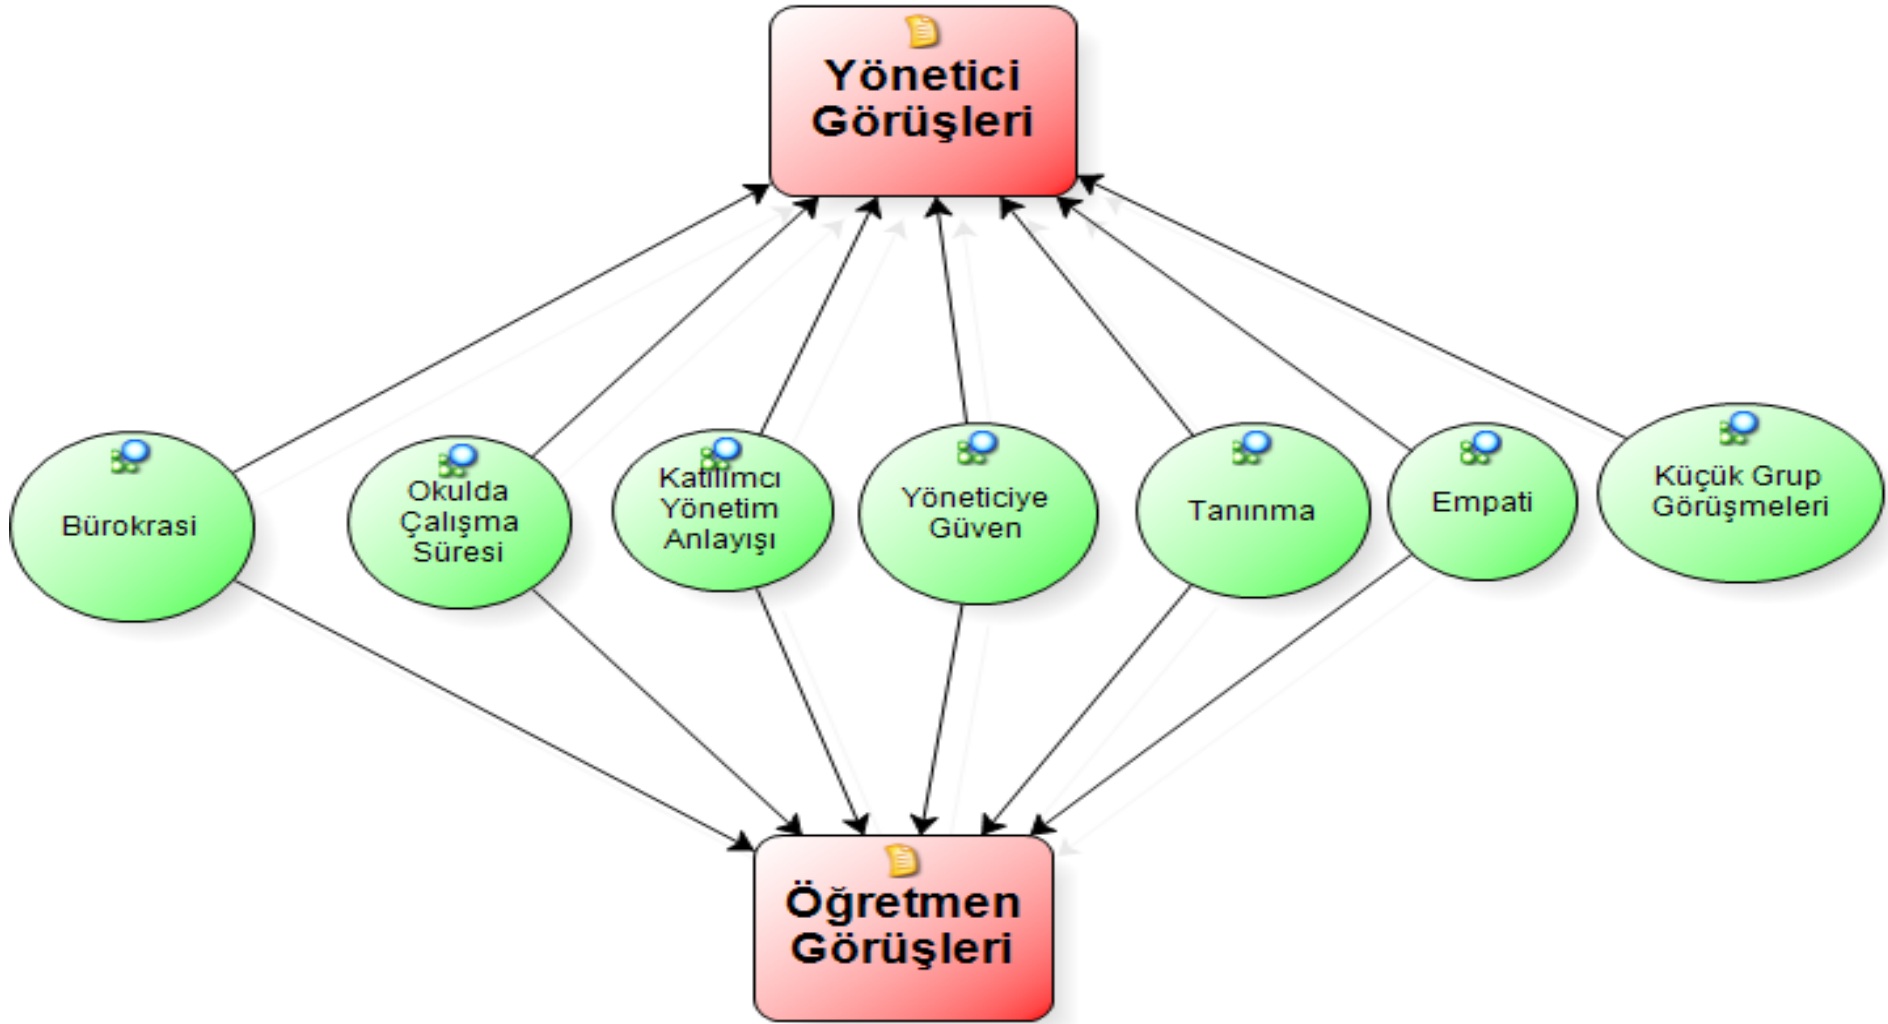 Yönetici
Görüşleri
Bürokrasi
Okulda
Çalışma
Süresi
Katılımcı
Yönetim
Anlayışı
Yöneticiye
Güven
Tanınma
Empati
Küçük Grup
Görüşmeleri
Öğretmen
Görüşleri